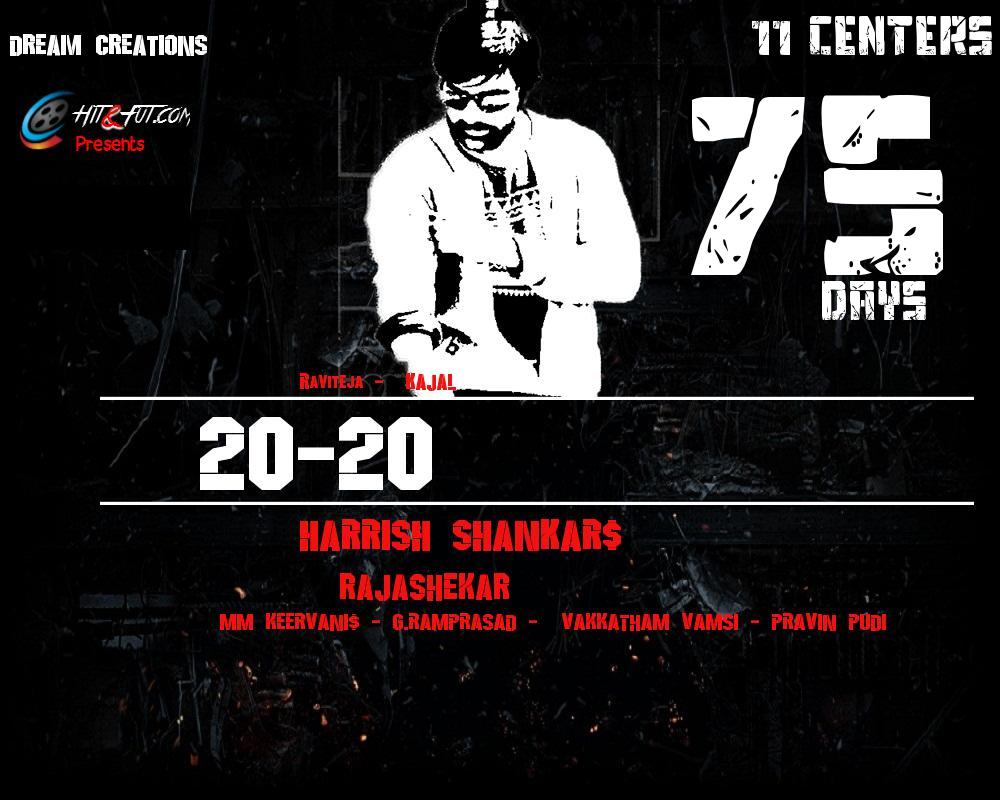 DREAM CREATIONS
11 CENTERS
HIT&FUT.COM
Presents
75
DAYS
RAVITEJA - KAJAL
20-20
HARRISH SHANKAR$
RAJASHEKAR
MM KEERVANI$ - G.RAMPRASAD - VAKKATHAM VAMSI - PRAVIN PUDI